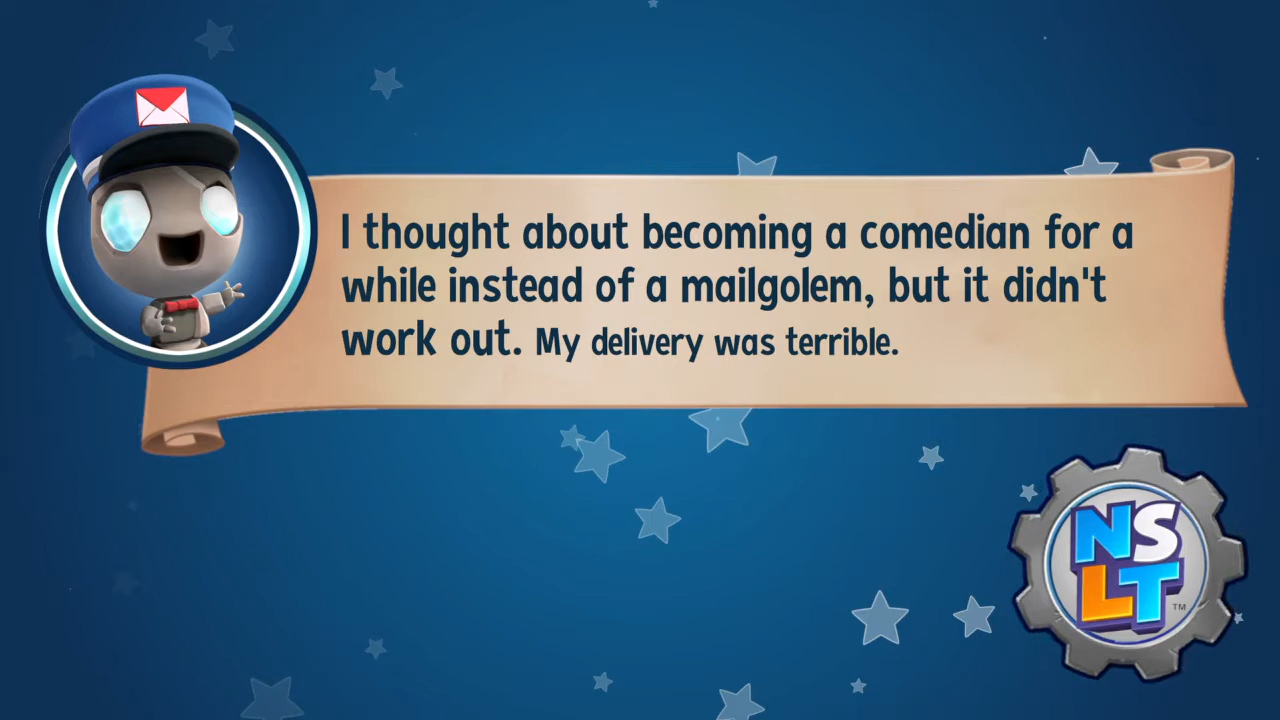 I thought about becoming a comedian for a
while instead of a mailgolem, but it didn't
work out. My delivery was terrible.
NS
LT
TM